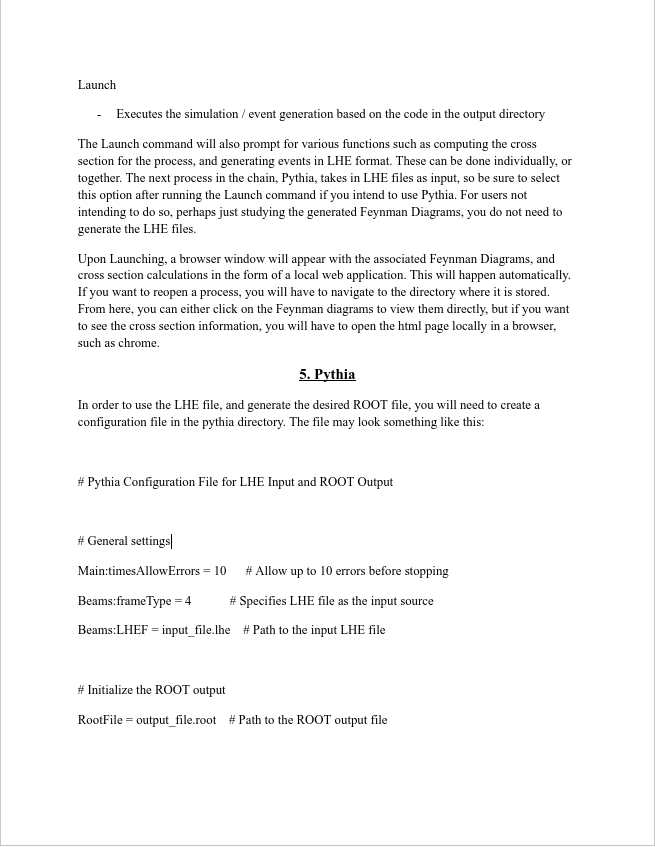 Launch
- Executes the simulation / event generation based on the code in the output directory
The Launch command will also prompt for various functions such as computing the cross
section for the process, and generating events in LHE format. These can be done individually, or
together. The next process in the chain, Pythia, takes in LHE files as input, so be sure to select
this option after running the Launch command if you intend to use Pythia. For users not
intending to do so, perhaps just studying the generated Feynman Diagrams, you do not need to
generate the LHE files.
Upon Launching, a browser window will appear with the associated Feynman Diagrams, and
cross section calculations in the form of a local web application. This will happen automatically.
If you want to reopen a process, you will have to navigate to the directory where it is stored.
From here, you can either click on the Feynman diagrams to view them directly, but if you want
to see the cross section information, you will have to open the html page locally in a browser,
such as chrome.
5. Pythia
In order to use the LHE file, and generate the desired ROOT file, you will need to create a
configuration file in the pythia directory. The file may look something like this:
# Pythia Configuration File for LHE Input and ROOT Output
# General settings
Main:timesAllowErrors = 10 # Allow up to 10 errors before stopping
Beams:frameType = 4 # Specifies LHE file as the input source
Beams:LHEF = input_file.lhe # Path to the input LHE file
# Initialize the ROOT output
RootFile = output_file.root # Path to the ROOT output file